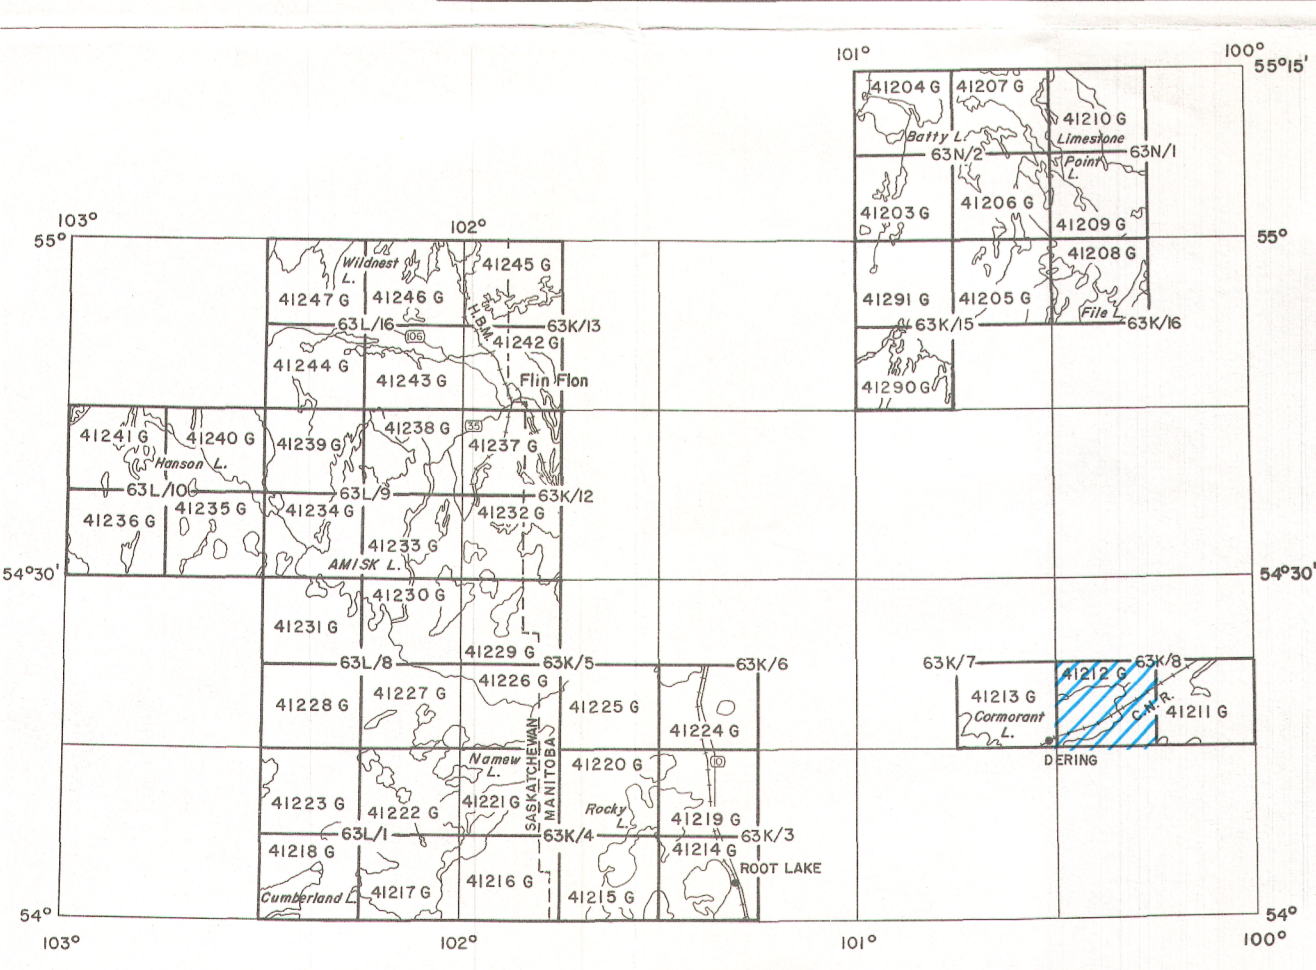 101°
100°
55°15'
41204 G
41207 G
41210 G
Batty L.
Limestone
Point
L.
63N/2
63N/1
41203 G
41206 G
41209 G
103°
102°
55°
55°
41208 G
Wildnest
L.
41245 G
41247 G
41246 G
41291 G
41205 G
File L.
H.B.M.
63L/16
63K/13
63K/15
63K/16
106
41242 G
41244 G
41243 G
Flin Flon
41290 G
41241 G
41240 G
41239 G
41238 G
35
41237 G
Hanson L.
63L/10
63L/9
63K/12
41236 G
41235 G
41234 G
41232 G
41233 G
AMISK L.
54°30'
54°30'
41230 G
41231 G
41229 G
63L/8
63K/5
63K/6
63K/7
63K/8
41228 G
41227 G
41226 G
41225 G
41224 G
41213 G
Cormorant
L.
41212 G
C.N.R.
41211 G
DERING
SASKATCHEWAN
MANITOBA
Namew
L.
41220 G
10
41223 G
41222 G
41221 G
Rocky
L.
41219 G
63L/1
63K/4
63K/3
41218 G
41214 G
ROOT LAKE
Cumberland L.
41217 G
41216 G
41215 G
54°
54°
103°
102°
101°
100°